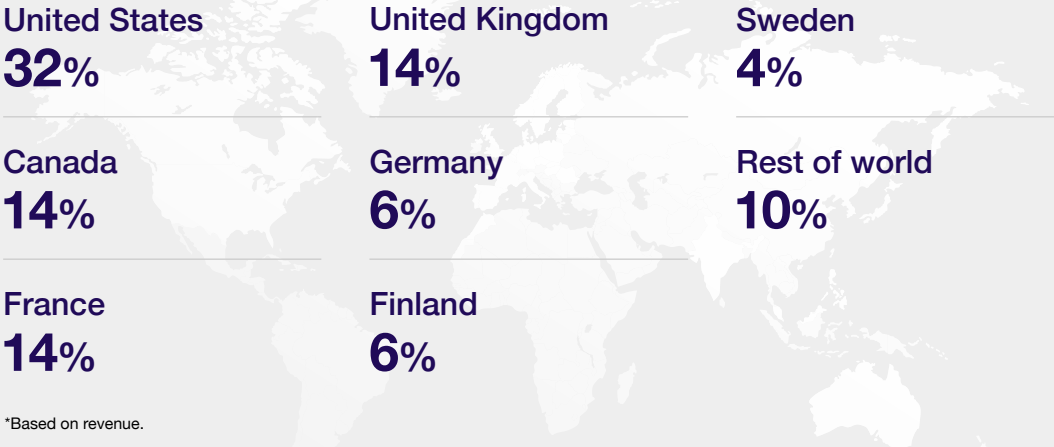 United States
32%
Canada
14%
France
14%
United Kingdom
14%
Germany
6%
Finland
6%
Sweden
4%
Rest of world
10%
*Based on revenue.